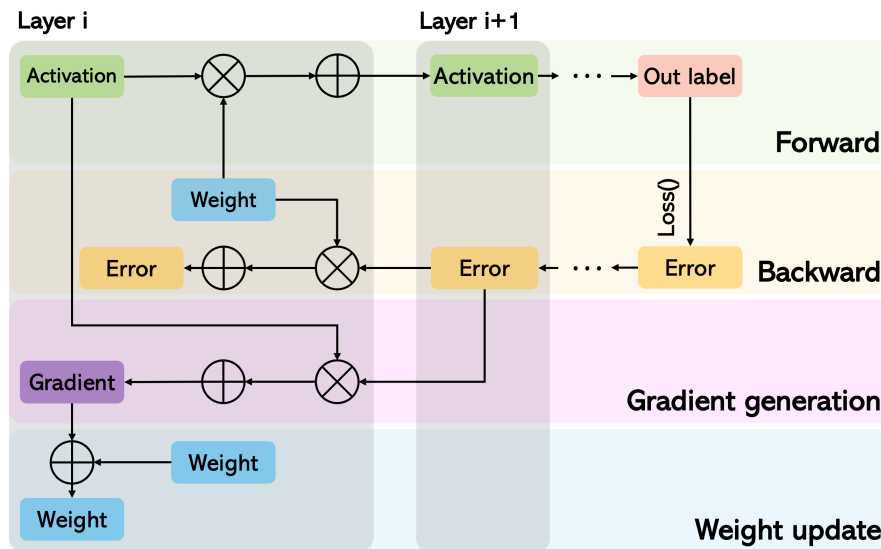 Layer i
Layer i+1
Activation
Activation
···
Out label
Forward
Weight
Loss()
Error
Error
···
Error
Backward
Gradient
Gradient generation
Weight
Weight
Weight update